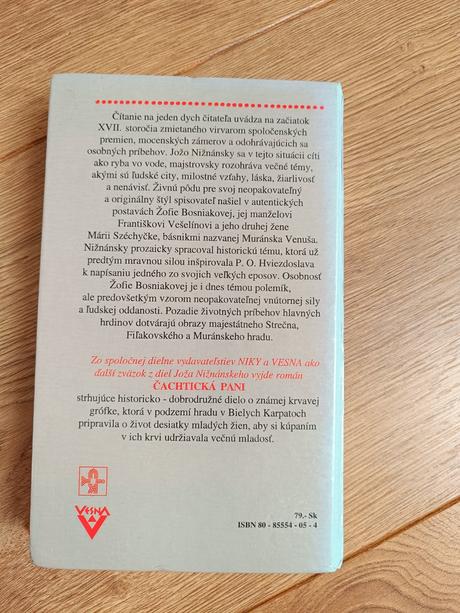 Čítanie na jeden dych čitateľa uvádza na začiatok
XVII. storočia zmietaného virvarom spoločenských
premien, mocenských zámerov a odohrávajúcich sa
osobných príbehov. Jožo Nižnánsky sa v tejto situácii cíti
ako ryba vo vode, majstrovsky rozohráva večné témy,
akými sú ľudské city, milostné vzťahy, láska, žiarlivosť
a nenávisť. Živnú pôdu pre svoj neopakovateľný
a originálny štýl spisovateľ našiel v autentických
postavách Žofie Bosniakovej, jej manželovi
Františkovi Vešelínovi a jeho druhej žene
Márii Széchyčke, básnikmi nazvanej Muránska Venuša.
Nižnánsky prozaicky spracoval historickú tému, ktorá už
predtým mravnou silou inšpirovala P. O. Hviezdoslava
k napísaniu jedného zo svojich veľkých eposov. Osobnosť
Žofie Bosniakovej je i dnes témou polemík,
ale predovšetkým vzorom neopakovateľnej vnútornej sily
a ľudskej oddanosti. Pozadie životných príbehov hlavných
hrdinov dotvárajú obrazy majestátneho Strečna,
Fiľakovského a Muránskeho hradu.
Zo spoločnej dielne vydavateľstiev NIKY a VESNA ako
ďalší zväzok z diel Joža Nižnánskeho vyjde román
ČACHTICKÁ PANI
strhujúce historicko - dobrodružné dielo o známej krvavej
grófke, ktorá v podzemí hradu v Bielych Karpatoch
pripravila o život desiatky mladých žien, aby si kúpaním
v ich krvi udržiavala večnú mladosť.
VESNA
79.- Sk
ISBN 80 - 85554 - 05 - 4